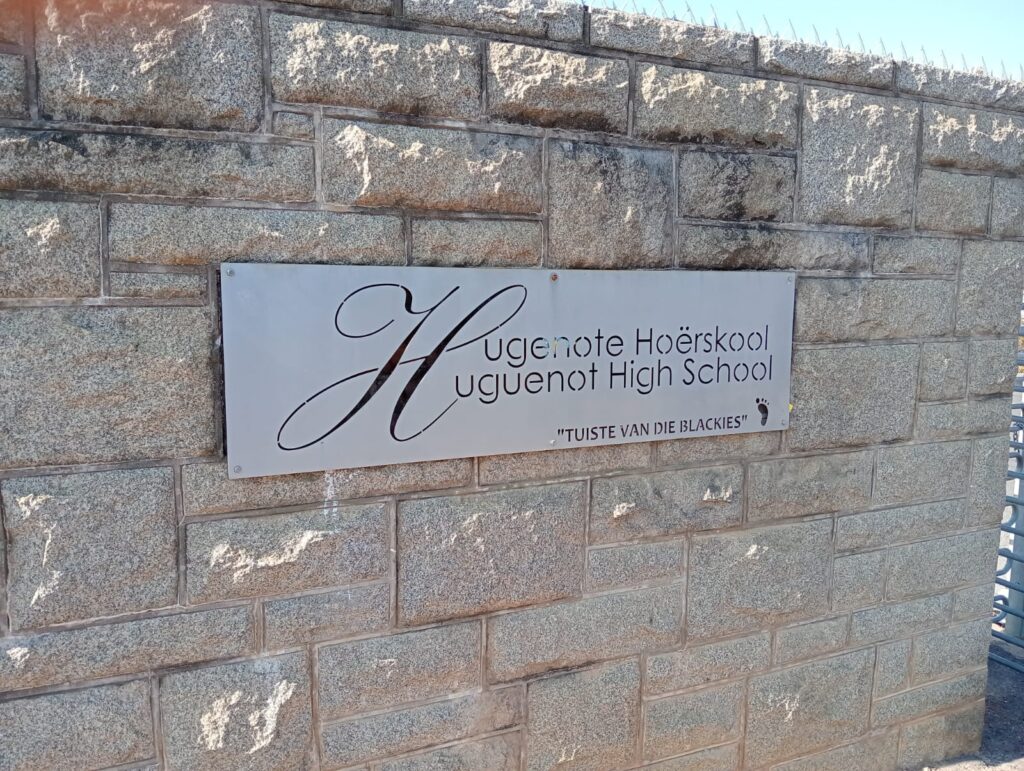 Hugenote Hoërskool
Huguenot High School
"TUISTE VAN DIE BLACKIES"